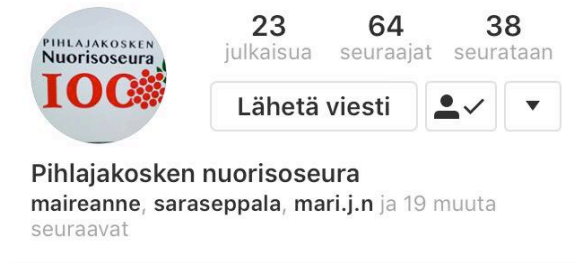 PIHLAJAKOSKEN
Nuorisoseura
100
23 64 38
julkaisua seuraajat seurataan
Lähetä viesti
Pihlajakosken nuorisoseura
maireanne, saraseppala, mari.j.n ja 19 muuta
seuraavat